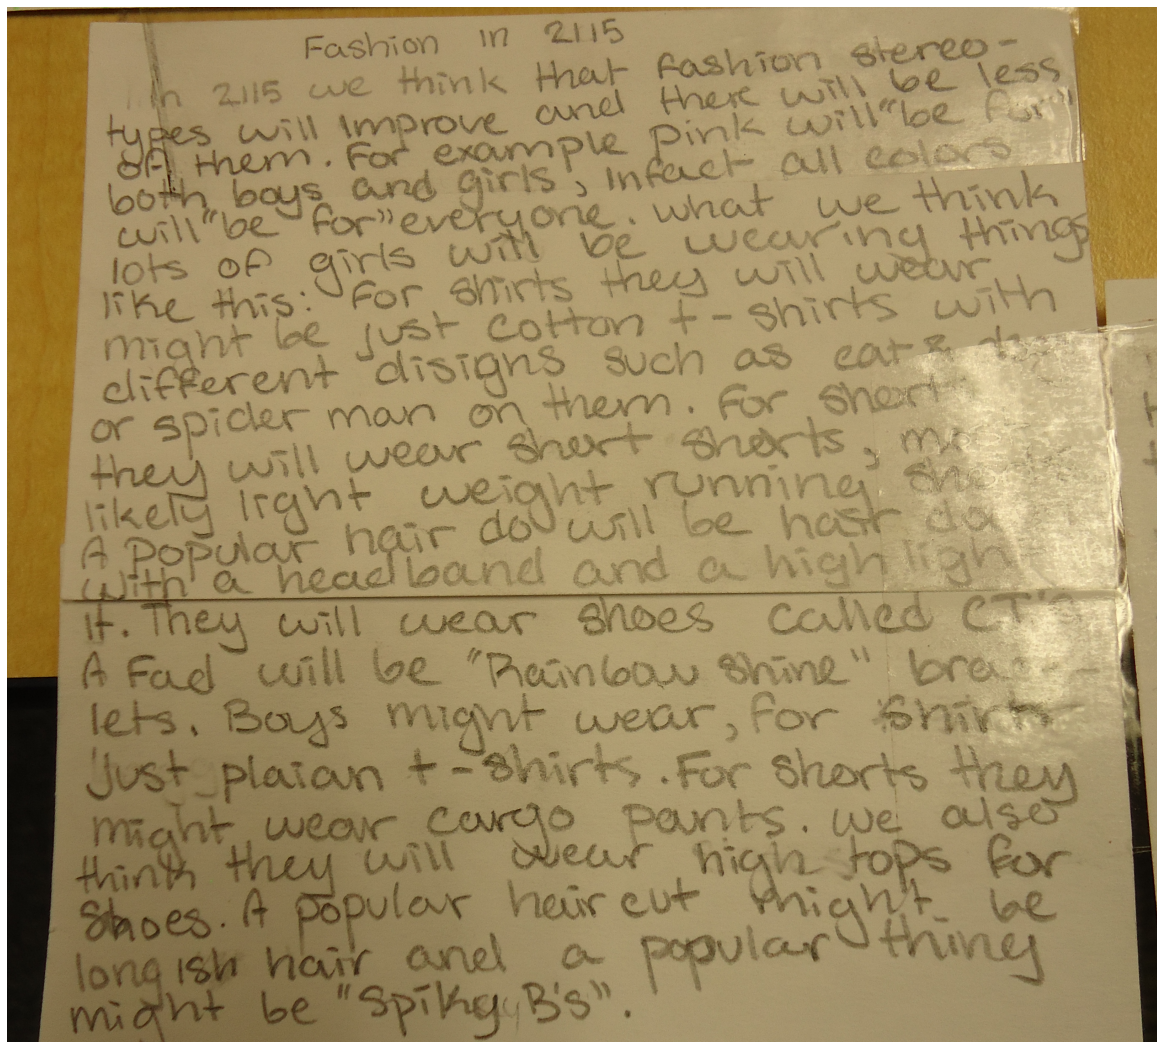 Fashion in 2115
In 2115 we think that fashion stereo-
types will improve and there will be less
of them. For example pink will "be for"
both boys and girls, infact all colors
will "be for" everyone. what we think
lots of girls will be wearing things
like this: For shirts they will wear
might be just cotton t-shirts with
different disigns such as cats
or spider man on them. For short
they will wear short shorts,
likely light weight running
A popular hair do will be hair
with a headband and a high
it. They will wear shoes called CT's
A Fad will be "Rainbow Shine" brace-
lets. Boys might wear, for shirts
just plaian t-shirts. For shorts they
might wear cargo pants. we also
think they will wear high tops for
shoes. A popular hair cut might be
longish hair and a popular thing
might be "Spiky B's".